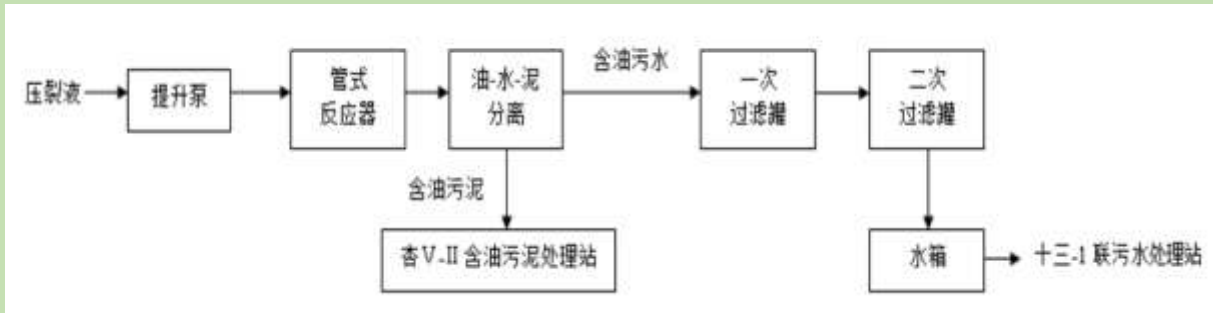 压裂液
提升泵
管式
反应器
油-水-泥
分离
含油污水
一次
过滤罐
二次
过滤罐
含油污泥
杏Ⅴ-Ⅱ含油污泥处理站
水箱
十三-1 联污水处理站